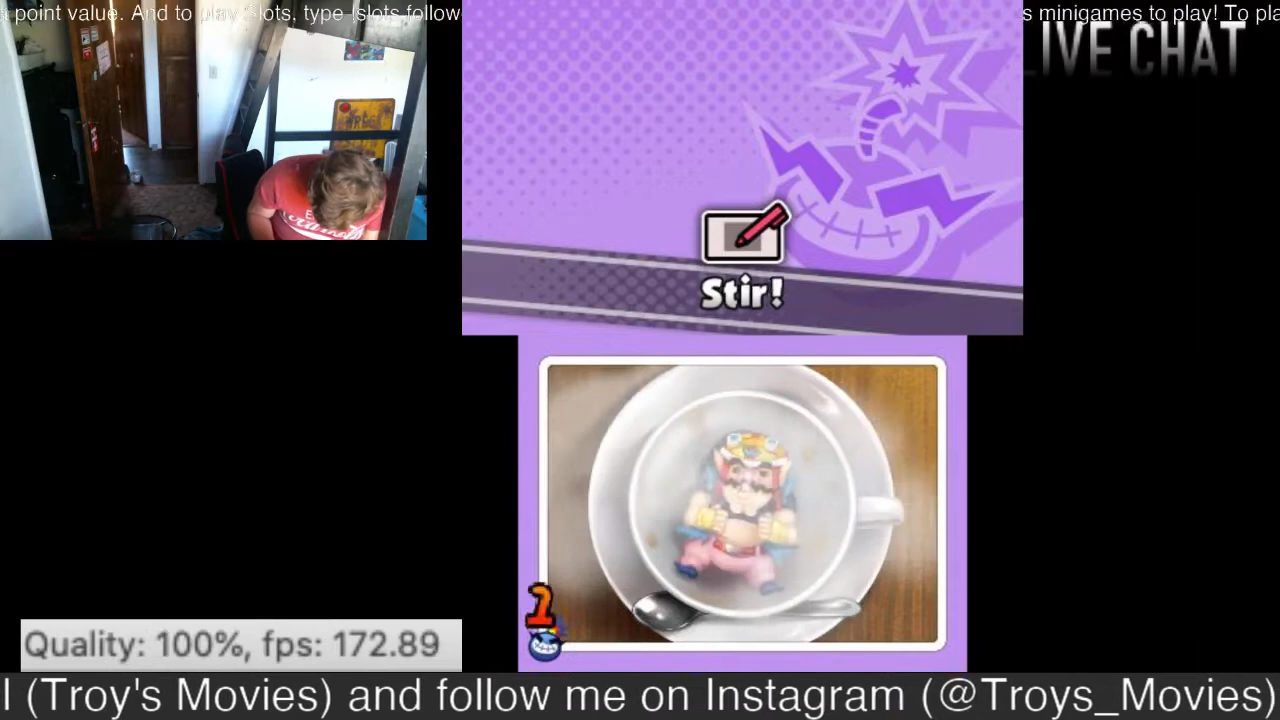 point value. And to play Slots, type !slots follow
s minigames to play! To pla
LIVE CHAT
Stir!
1
Quality: 100%, fps: 172.89
l (Troy's Movies) and follow me on Instagram (@Troys_Movies)